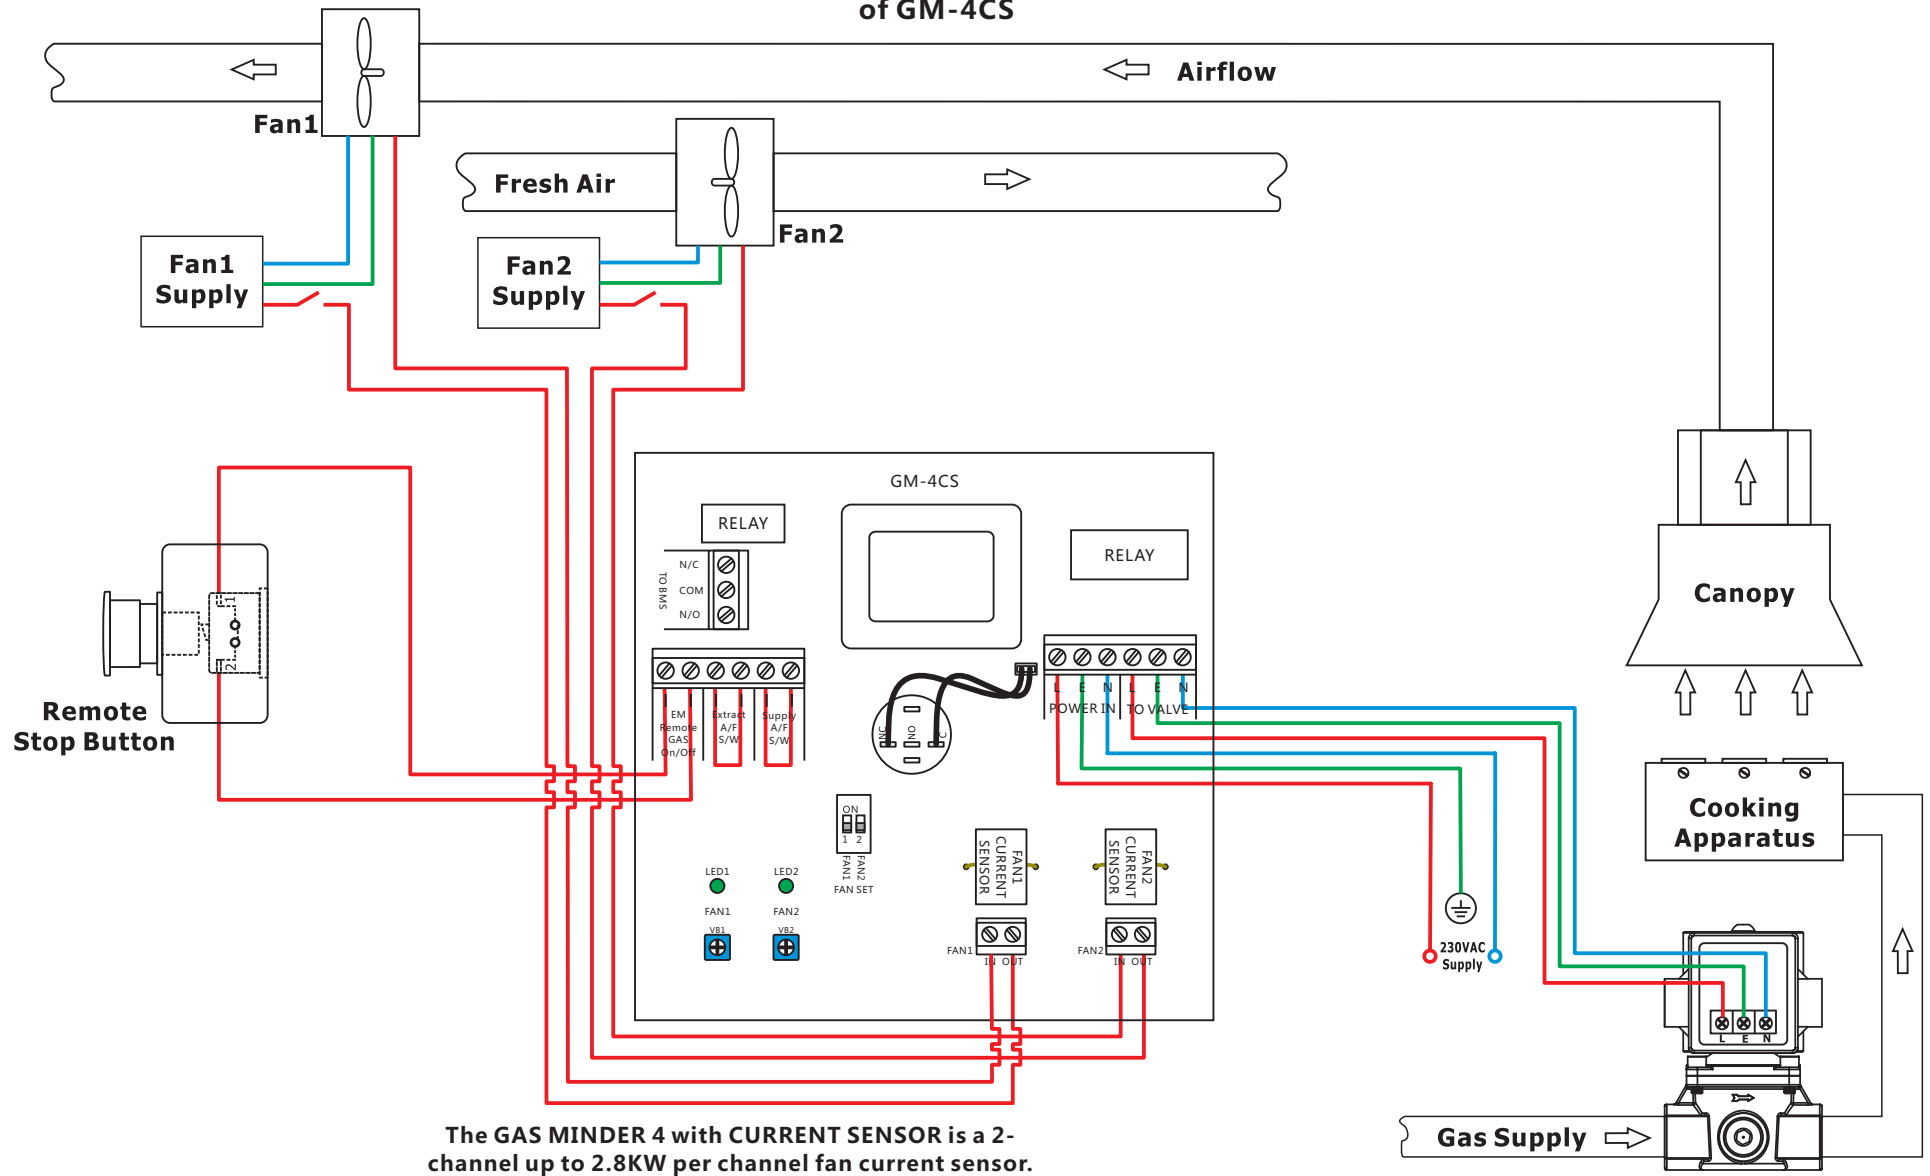 of GM-4CS
Airflow
Fan1
Fresh Air
Fan2
Fan1
Supply
Fan2
Supply
GM-4CS
RELAY
RELAY
TO BMS
N/C
COM
N/O
Canopy
1
2
Remote
Stop Button
EM
Remote
GAS
On/Off
Extract
A/F
S/W
Supply
A/F
S/W
NC
NO
C
L E N L E N
POWER IN TO VALVE
ON
1 2
FAN1
FAN2
FAN SET
Cooking
Apparatus
LED1
LED2
FAN1
FAN2
VB1
VB2
FAN1
CURRENT
SENSOR
FAN2
CURRENT
SENSOR
FAN1
IN OUT
FAN2
IN OUT
230VAC
Supply
L E N
Gas Supply
The GAS MINDER 4 with CURRENT SENSOR is a 2-
channel up to 2.8KW per channel fan current sensor.